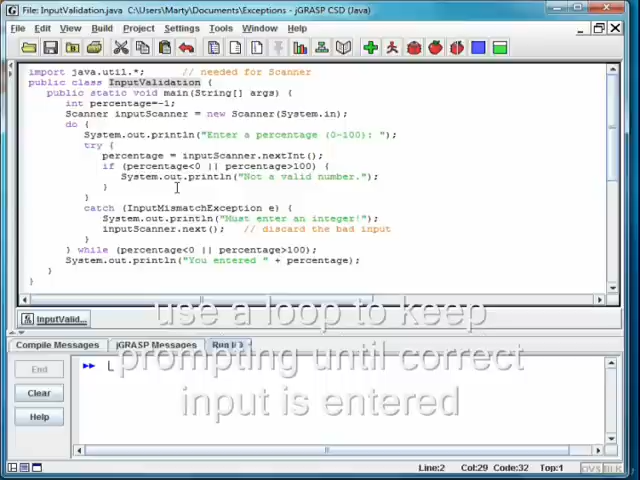 File: InputValidation.java C:\Users\Marty\Documents\Exceptions - jGRASP CSD (Java)
File Edit View Build Project Settings Tools Window Help
import java.util.*; // needed for Scanner
public class InputValidation {
public static void main(String[] args) {
int percentage=-1;
Scanner inputScanner = new Scanner(System.in);
do {
System.out.println("Enter a percentage (0-100): ");
try {
percentage = inputScanner.nextInt();
if (percentage<0 || percentage>100) {
System.out.println("Not a valid number.");
}
}
catch (InputMismatchException e) {
System.out.println("Must enter an integer!");
inputScanner.next(); // discard the bad input
}
} while (percentage<0 || percentage>100);
System.out.println("You entered " + percentage);
}
}
use a loop to keep
prompting until correct
input is entered
InputValid...
Compile Messages jGRASP Messages Run I/O
End
Clear
Help
Line:2 Col:29 Code:32 Top:1 OVS BLK